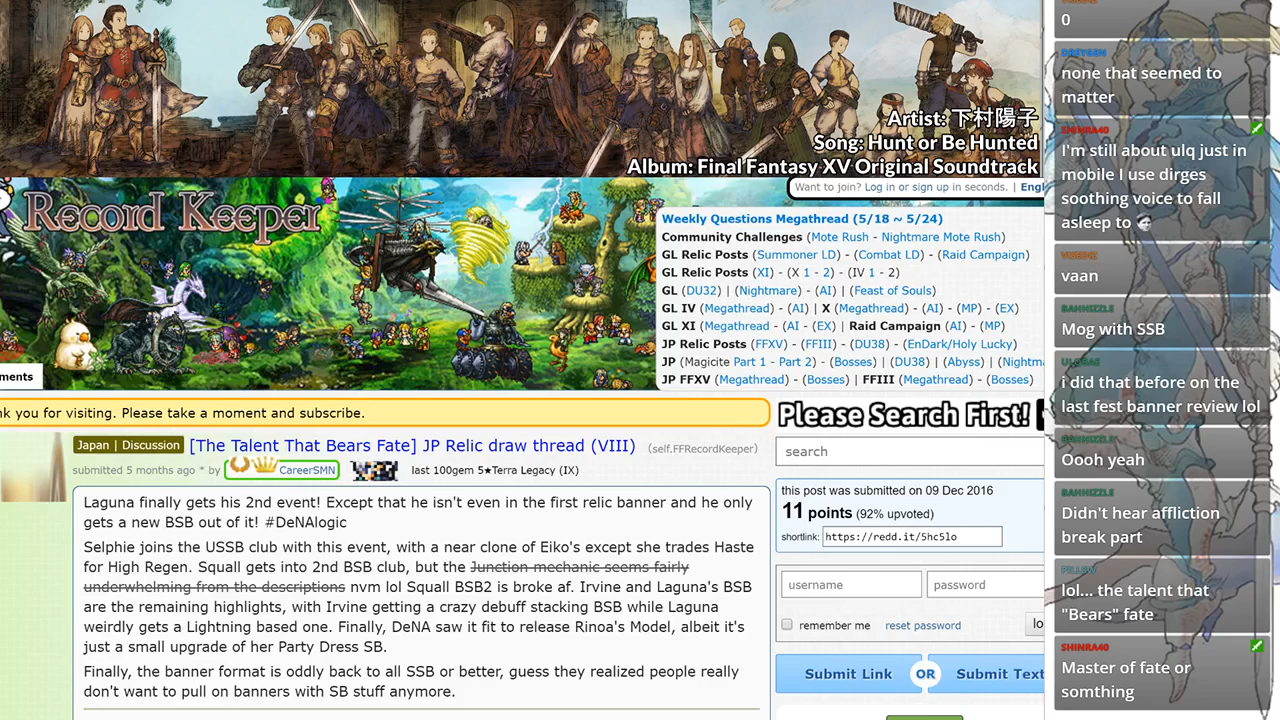 Artist: 下村陽子
Song: Hunt or Be Hunted
Album: Final Fantasy XV Original Soundtrack
Record Keeper
Want to join? Log in or sign up in seconds. | Engl
Weekly Questions Megathread (5/18 ~ 5/24)
Community Challenges (Mote Rush - Nightmare Mote Rush)
GL Relic Posts (Summoner LD) - (Combat LD) - (Raid Campaign)
GL Relic Posts (XI) - (X 1 - 2) - (IV 1 - 2)
GL (DU32) | (Nightmare) - (AI) | (Feast of Souls)
GL IV (Megathread) - (AI) | X (Megathread) - (AI) - (MP) - (EX)
GL XI (Megathread - (AI - (EX) | Raid Campaign (AI) - (MP)
JP Relic Posts (FFXV) - (FFIII) - (DU38) - (EnDark/Holy Lucky)
JP (Magicite Part 1 - Part 2) - (Bosses) | (DU38) | (Abyss) | (Nightm
JP FFXV (Megathread) - (Bosses) | FFIII (Megathread) - (Bosses)
ments
nk you for visiting. Please take a moment and subscribe.
Japan | Discussion [The Talent That Bears Fate] JP Relic draw thread (VIII) (self.FFRecordKeeper)
submitted 5 months ago * by CareerSMN last 100gem 5★Terra Legacy (IX)
Laguna finally gets his 2nd event! Except that he isn't even in the first relic banner and he only
gets a new BSB out of it! #DeNAlogic
Selphie joins the USSB club with this event, with a near clone of Eiko's except she trades Haste
for High Regen. Squall gets into 2nd BSB club, but the Junction mechanic seems fairly
underwhelming from the descriptions nvm lol Squall BSB2 is broke af. Irvine and Laguna's BSB
are the remaining highlights, with Irvine getting a crazy debuff stacking BSB while Laguna
weirdly gets a Lightning based one. Finally, DeNA saw it fit to release Rinoa's Model, albeit it's
just a small upgrade of her Party Dress SB.
Finally, the banner format is oddly back to all SSB or better, guess they realized people really
don't want to pull on banners with SB stuff anymore.
Please Search First!
search
this post was submitted on 09 Dec 2016
11 points (92% upvoted)
shortlink: https://redd.it/5hc5lo
username
password
remember me
reset password
lo
Submit Link
OR
Submit Text
0
none that seemed to
matter
SHINRA40
I'm still about ulq just in
mobile I use dirges
soothing voice to fall
asleep to
vaan
BAHNIZZLE
Mog with SSB
i did that before on the
last fest banner review lol
BAHNIZZLE
Oooh yeah
BAHNIZZLE
Didn't hear affliction
break part
lol... the talent that
"Bears" fate
SHINRA40
Master of fate or
somthing